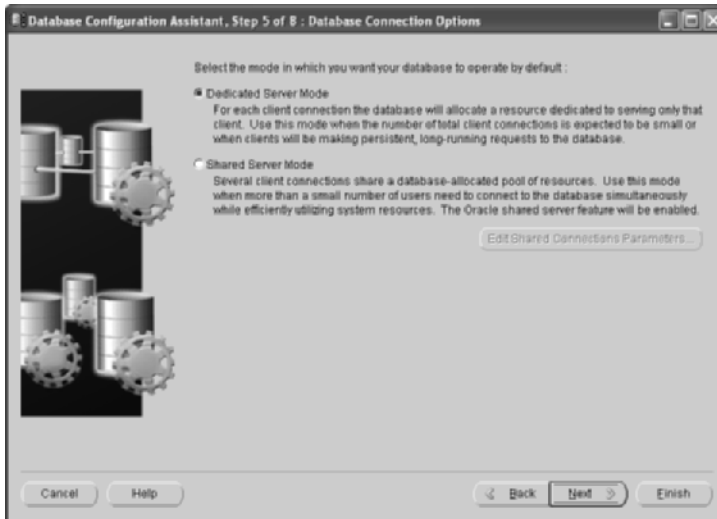 Database Configuration Assistant, Step 5 of 8 : Database Connection Options
Select the mode in which you want your database to operate by default :
Dedicated Server Mode
For each client connection the database will allocate a resource dedicated to serving only that
client. Use this mode when the number of total client connections is expected to be small or
when clients will be making persistent, long-running requests to the database.
Shared Server Mode
Several client connections share a database-allocated pool of resources. Use this mode
when more than a small number of users need to connect to the database simultaneously
while efficiently utilizing system resources. The Oracle shared server feature will be enabled.
Edit Shared Connections Parameters...
Cancel
Help
Back
Next
Finish